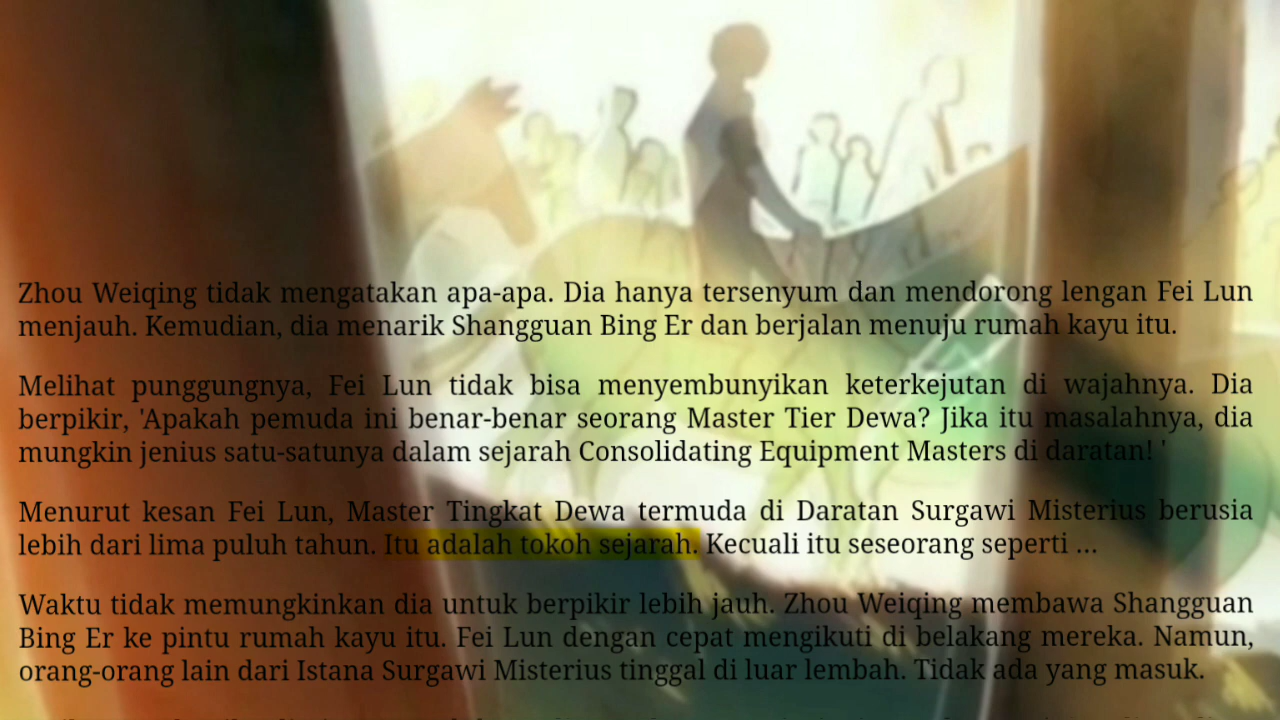 Zhou Weiqing tidak mengatakan apa-apa. Dia hanya tersenyum dan mendorong lengan Fei Lun
menjauh. Kemudian, dia menarik Shangguan Bing Er dan berjalan menuju rumah kayu itu.
Melihat punggungnya, Fei Lun tidak bisa menyembunyikan keterkejutan di wajahnya. Dia
berpikir, 'Apakah pemuda ini benar-benar seorang Master Tier Dewa? Jika itu masalahnya, dia
mungkin jenius satu-satunya dalam sejarah Consolidating Equipment Masters di daratan! '
Menurut kesan Fei Lun, Master Tingkat Dewa termuda di Daratan Surgawi Misterius berusia
lebih dari lima puluh tahun. Itu adalah tokoh sejarah. Kecuali itu seseorang seperti ...
Waktu tidak memungkinkan dia untuk berpikir lebih jauh. Zhou Weiqing membawa Shangguan
Bing Er ke pintu rumah kayu itu. Fei Lun dengan cepat mengikuti di belakang mereka. Namun,
orang-orang lain dari Istana Surgawi Misterius tinggal di luar lembah. Tidak ada yang masuk.